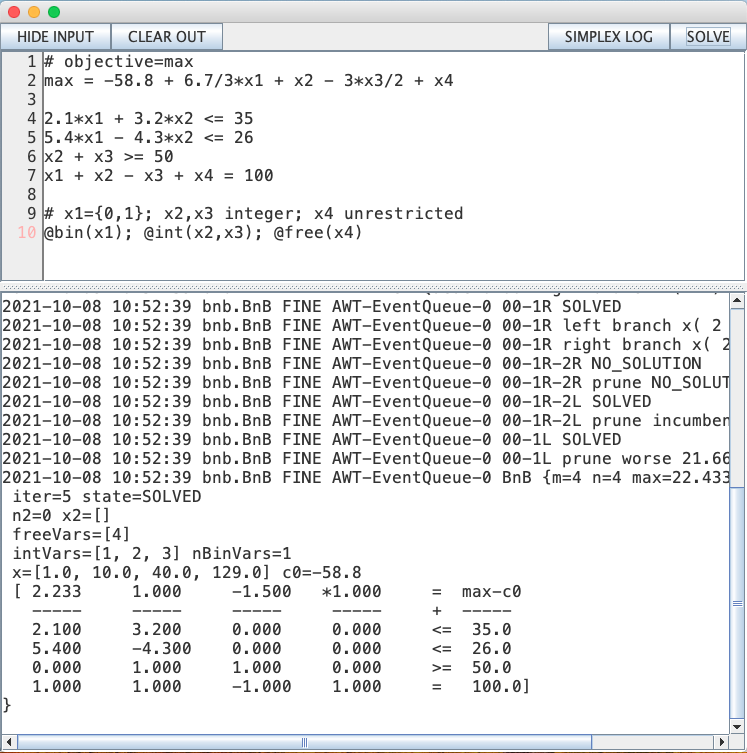 HIDE INPUT CLEAR OUT SIMPLEX LOG SOLVE
1 # objective=max
2 max = -58.8 + 6.7/3*x1 + x2 - 3*x3/2 + x4
3
4 2.1*x1 + 3.2*x2 <= 35
5 5.4*x1 - 4.3*x2 <= 26
6 x2 + x3 >= 50
7 x1 + x2 - x3 + x4 = 100
8
9 # x1={0,1}; x2,x3 integer; x4 unrestricted
10 @bin(x1); @int(x2,x3); @free(x4)
2021-10-08 10:52:39 bnb.BnB FINE AWT-EventQueue-0 00-1R SOLVED
2021-10-08 10:52:39 bnb.BnB FINE AWT-EventQueue-0 00-1R left branch x( 2
2021-10-08 10:52:39 bnb.BnB FINE AWT-EventQueue-0 00-1R right branch x( 2
2021-10-08 10:52:39 bnb.BnB FINE AWT-EventQueue-0 00-1R-2R NO_SOLUTION
2021-10-08 10:52:39 bnb.BnB FINE AWT-EventQueue-0 00-1R-2R prune NO_SOLUT
2021-10-08 10:52:39 bnb.BnB FINE AWT-EventQueue-0 00-1R-2L SOLVED
2021-10-08 10:52:39 bnb.BnB FINE AWT-EventQueue-0 00-1R-2L prune incumben
2021-10-08 10:52:39 bnb.BnB FINE AWT-EventQueue-0 00-1L SOLVED
2021-10-08 10:52:39 bnb.BnB FINE AWT-EventQueue-0 00-1L prune worse 21.66
2021-10-08 10:52:39 bnb.BnB FINE AWT-EventQueue-0 BnB {m=4 n=4 max=22.433
iter=5 state=SOLVED
n2=0 x2=[]
freeVars=[4]
intVars=[1, 2, 3] nBinVars=1
x=[1.0, 10.0, 40.0, 129.0] c0=-58.8
[ 2.233 1.000 -1.500 *1.000 = max-c0
----- ----- ----- ----- + -----
2.100 3.200 0.000 0.000 <= 35.0
5.400 -4.300 0.000 0.000 <= 26.0
0.000 1.000 1.000 0.000 >= 50.0
1.000 1.000 -1.000 1.000 = 100.0]
}